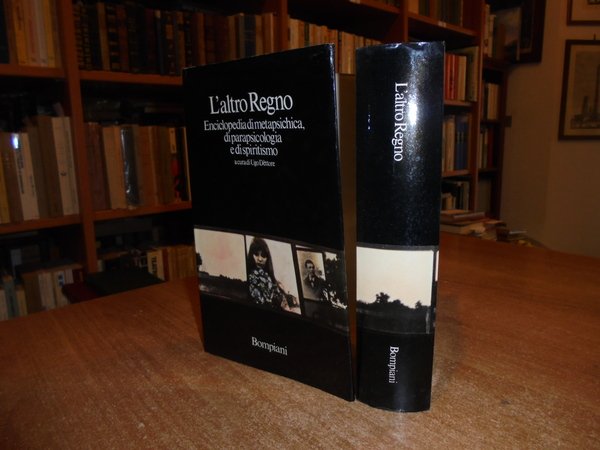 L'altro Regno
Enciclopedia di metapsichica,
di parapsicologia
e di spiritismo
a cura di Ugo Dèttore
Bompiani
L'altro Regno
Bompiani